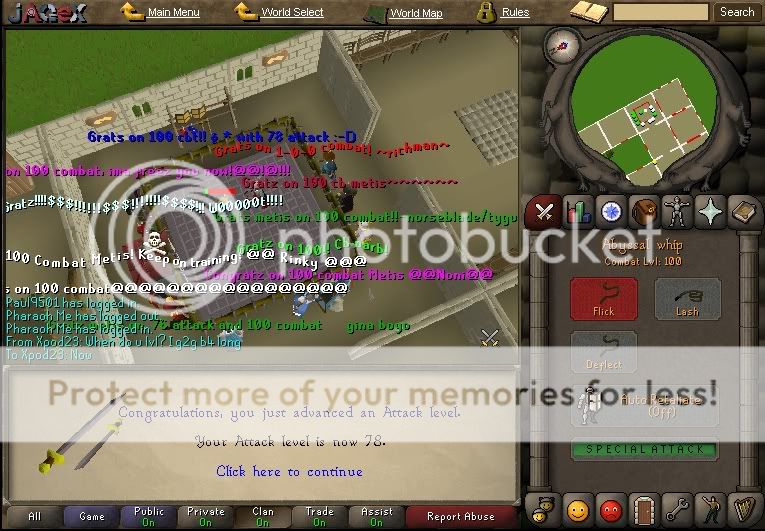 JAGEX Main Menu World Select World Map Rules Search
Grats on 100 cbt!! $_* with 78 attack :-D
Grats on 1-0-0 combat! ~richman~
on 100 combat. ima press you now!@@!@!!!
Gratz on 100 cb metis~~~~~~~
Gratz!!!!$$$!!!!!!$$$!!!!!!!$$$$!! W00000t!!!!
Grats metis on 100 combat!!
100 Combat Metis! Keep on training! @@ Rinky @@@
Congrats on 100 combat Metis @@Nom@@
s on 100 combat@@@@@@@@@@@@@@@@@@
Paul9501 has logged in.
Pharaoh Me has logged out.
Pharaoh Me has logged in.
78 attack and 100 combat gina bogo
From Xpod23: When do u lvl? I g2g b4 long
To Xpod23: Now
photobucket
Protect more of your memories for less!
Congratulations, you just advanced an Attack level.
Your Attack level is now 78.
Click here to continue
Abyssal whip
Combat Lvl: 100
Flick Lash
Deflect
Auto Retaliate
(Off)
SPECIAL ATTACK
All Game Public Private Clan Trade Assist Report Abuse
On On On On On